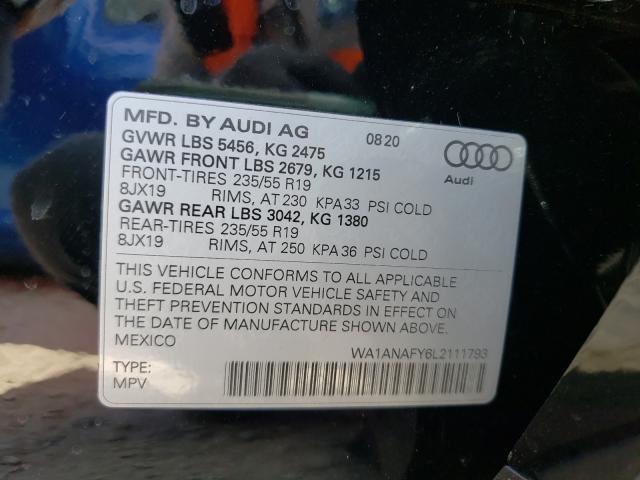 MFD. BY AUDI AG 08 20
GVWR LBS 5456, KG 2475
GAWR FRONT LBS 2679, KG 1215
FRONT-TIRES 235/55 R19
8JX19 RIMS, AT 230 KPA 33 PSI COLD
GAWR REAR LBS 3042, KG 1380
REAR-TIRES 235/55 R19
8JX19 RIMS, AT 250 KPA 36 PSI COLD
Audi
THIS VEHICLE CONFORMS TO ALL APPLICABLE
U.S. FEDERAL MOTOR VEHICLE SAFETY AND
THEFT PREVENTION STANDARDS IN EFFECT ON
THE DATE OF MANUFACTURE SHOWN ABOVE.
MEXICO
WA1ANAFY6L2111793
TYPE:
MPV